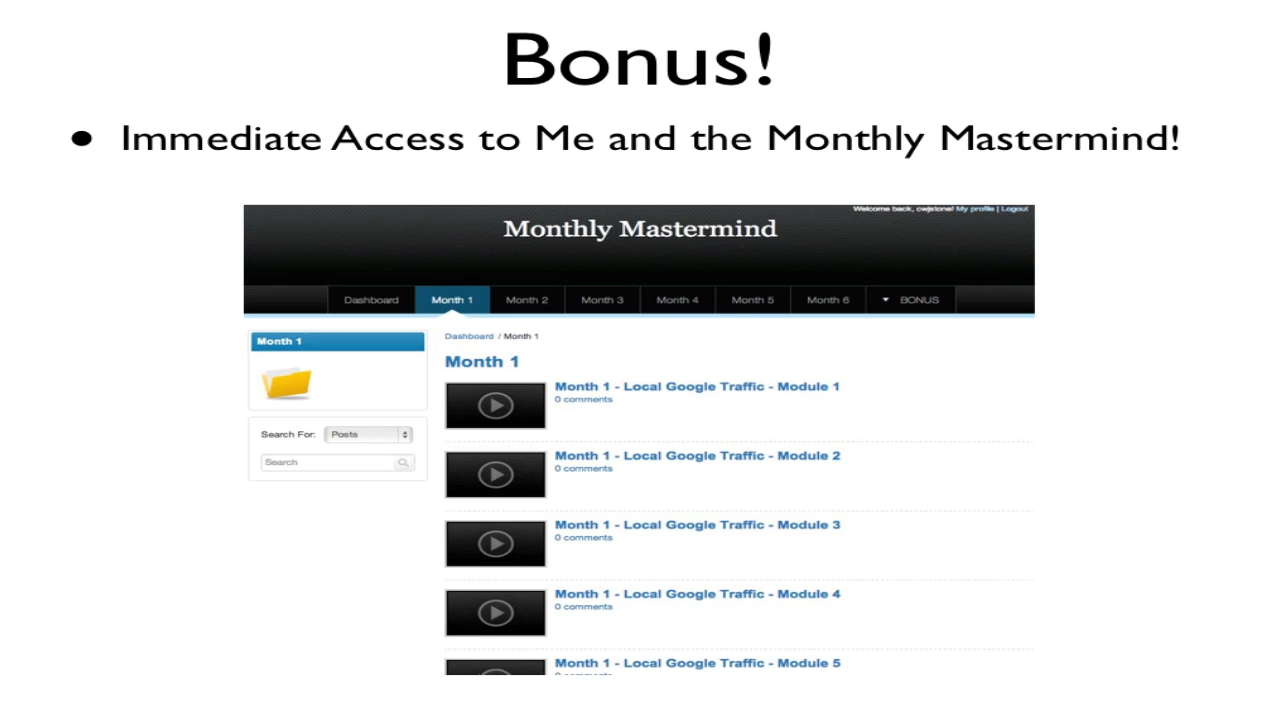 Bonus!
• Immediate Access to Me and the Monthly Mastermind!
Welcome back, cwjstone! My profile | Logout
Monthly Mastermind
Dashboard Month 1 Month 2 Month 3 Month 4 Month 5 Month 6 BONUS
Month 1
Dashboard / Month 1
Month 1
Month 1 - Local Google Traffic - Module 1
0 comments
Search For: Posts
Search
Month 1 - Local Google Traffic - Module 2
0 comments
Month 1 - Local Google Traffic - Module 3
0 comments
Month 1 - Local Google Traffic - Module 4
0 comments
Month 1 - Local Google Traffic - Module 5